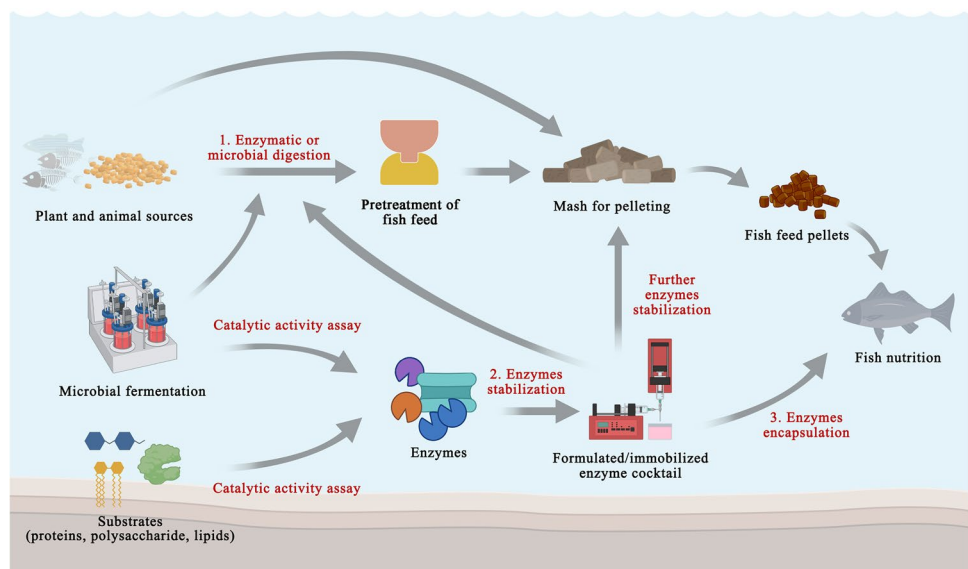 1. Enzymatic or
microbial digestion
Plant and animal sources
Pretreatment of
fish feed
Mash for pelleting
Fish feed pellets
Further
enzymes
stabilization
Fish nutrition
Microbial fermentation
Catalytic activity assay
2. Enzymes
stabilization
3. Enzymes
encapsulation
Enzymes
Formulated/immobilized
enzyme cocktail
Catalytic activity assay
Substrates
(proteins, polysaccharide, lipids)